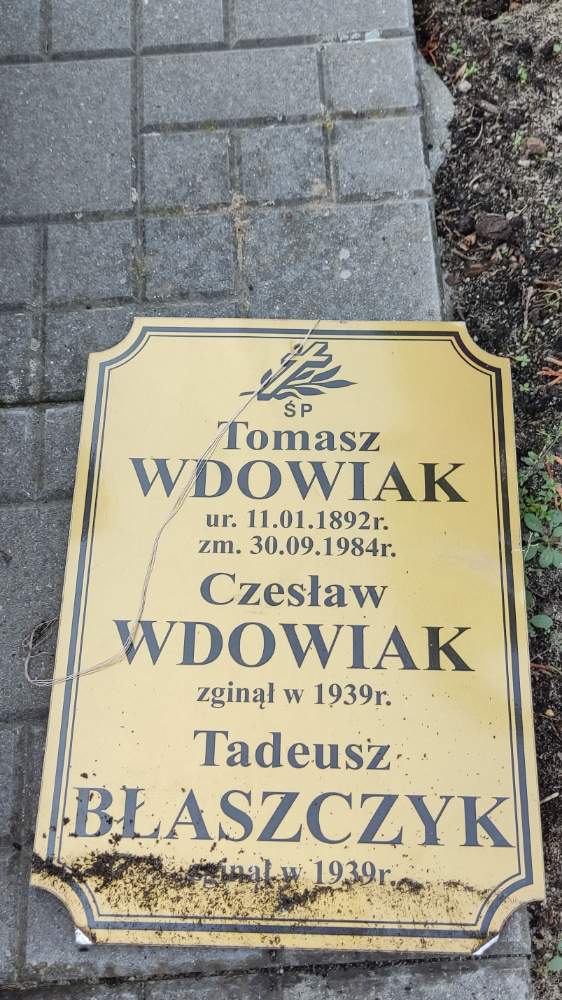 ŚP
Tomasz
WDOWIAK
ur. 11.01.1892r.
zm. 30.09.1984r.
Czesław
WDOWIAK
zginął w 1939r.
Tadeusz
BŁASZCZYK
zginął w 1939r.